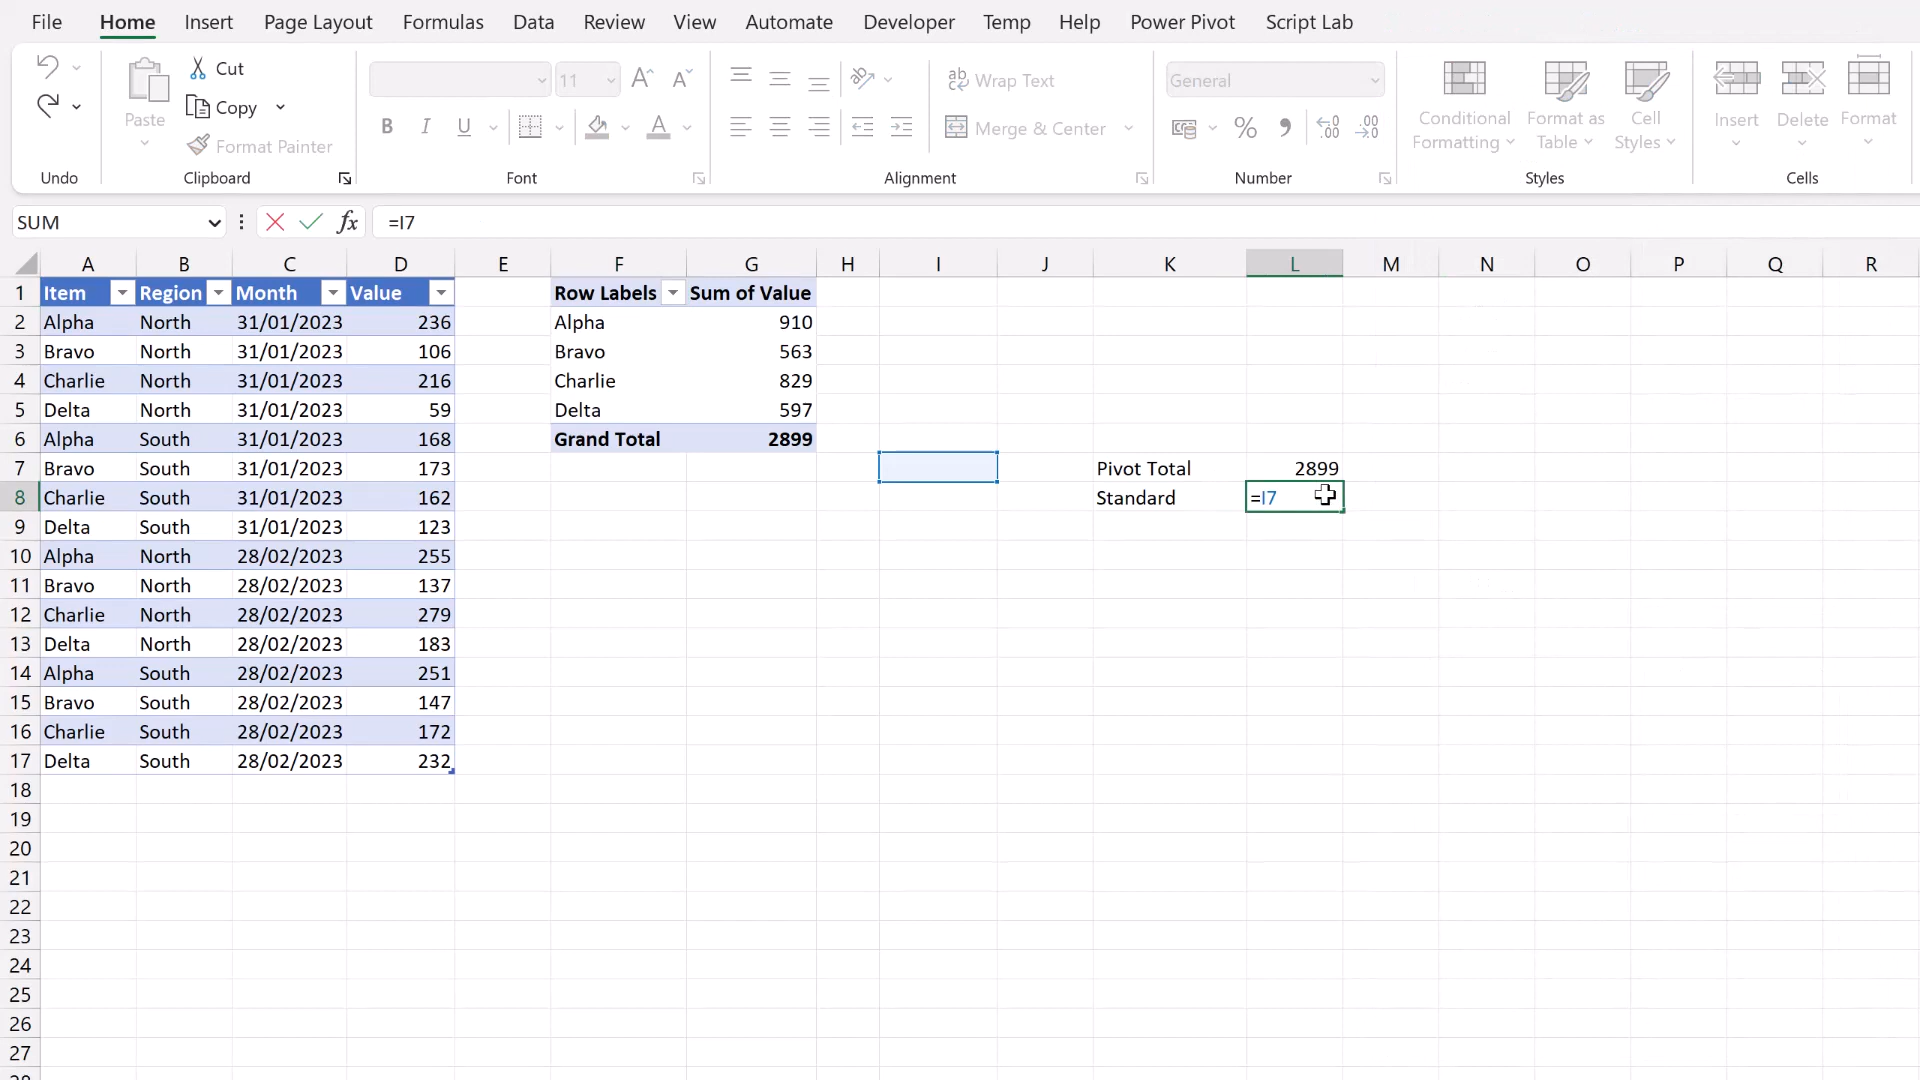 File Home Insert Page Layout Formulas Data Review View Automate Developer Temp Help Power Pivot Script Lab
Paste
Cut
Copy
Format Painter
11
B I U
Wrap Text
Merge & Center
General
Conditional Formatting
Format as Table
Cell Styles
Insert Delete Format
Undo Clipboard Font Alignment Number Styles Cells
SUM fx =I7
A B C D E F G H I J K L M N O P Q R
1 Item Region Month Value Row Labels Sum of Value
2 Alpha North 31/01/2023 236 Alpha 910
3 Bravo North 31/01/2023 106 Bravo 563
4 Charlie North 31/01/2023 216 Charlie 829
5 Delta North 31/01/2023 59 Delta 597
6 Alpha South 31/01/2023 168 Grand Total 2899
7 Bravo South 31/01/2023 173 Pivot Total 2899
8 Charlie South 31/01/2023 162 Standard =I7
9 Delta South 31/01/2023 123
10 Alpha North 28/02/2023 255
11 Bravo North 28/02/2023 137
12 Charlie North 28/02/2023 279
13 Delta North 28/02/2023 183
14 Alpha South 28/02/2023 251
15 Bravo South 28/02/2023 147
16 Charlie South 28/02/2023 172
17 Delta South 28/02/2023 232
18
19
20
21
22
23
24
25
26
27